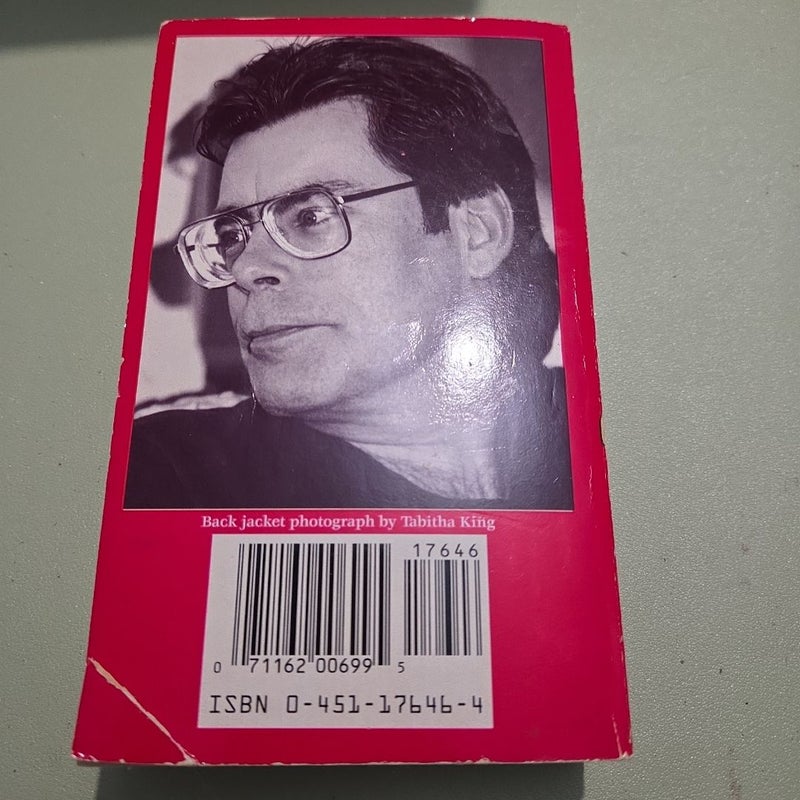 Back jacket photograph by Tabitha King
17646
0 71162 00699 5
ISBN 0-451-17646-4